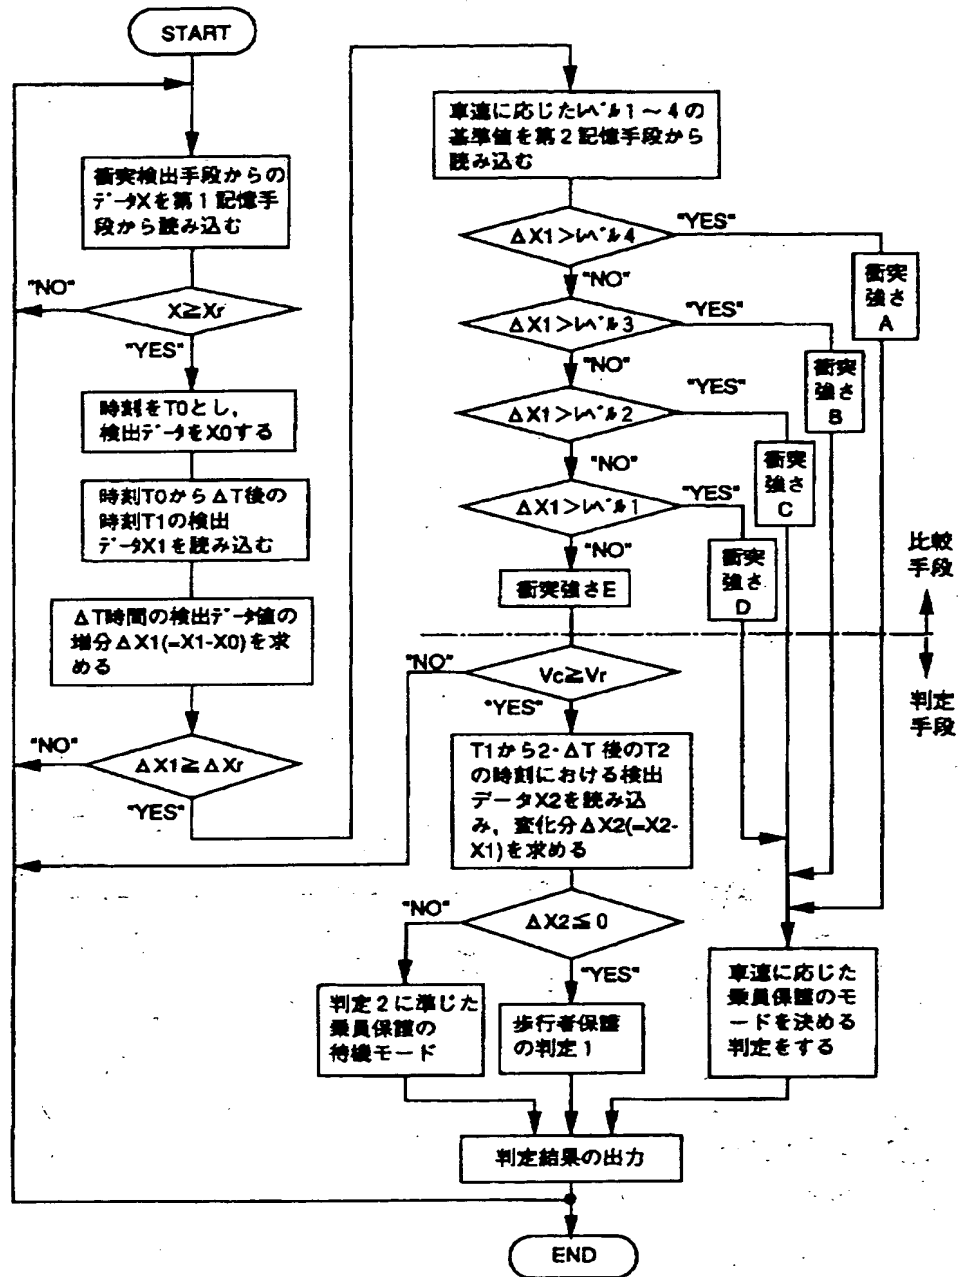 START
衝突検出手段からの
データXを第1記憶手
段から読み込む
"NO"
X≧Xr
"YES"
時刻をT0とし,
検出データをX0する
時刻T0からΔT後の
時刻T1の検出
データX1を読み込む
ΔT時間の検出データ値の
増分ΔX1(=X1-X0)を求
める
"NO"
ΔX1≧ΔXr
"YES"
車速に応じたレベル1～4の
基準値を第2記憶手段から
読み込む
ΔX1>レベル4
"YES"
衝突
強さ
A
"NO"
ΔX1>レベル3
"YES"
衝突
強さ
B
"NO"
ΔX1>レベル2
"YES"
衝突
強さ
C
"NO"
ΔX1>レベル1
"YES"
衝突
強さ
D
"NO"
衝突強さE
比較
手段
判定
手段
"NO"
Vc≧Vr
"YES"
T1から2·ΔT後のT2
の時刻における検出
データX2を読み込
み,変化分ΔX2(=X2-
X1)を求める
"NO"
ΔX2≦0
"YES"
判定2に準じた
乗員保護の
待機モード
歩行者保護
の判定1
車速に応じた
乗員保護のモ
ードを決める
判定をする
判定結果の出力
END